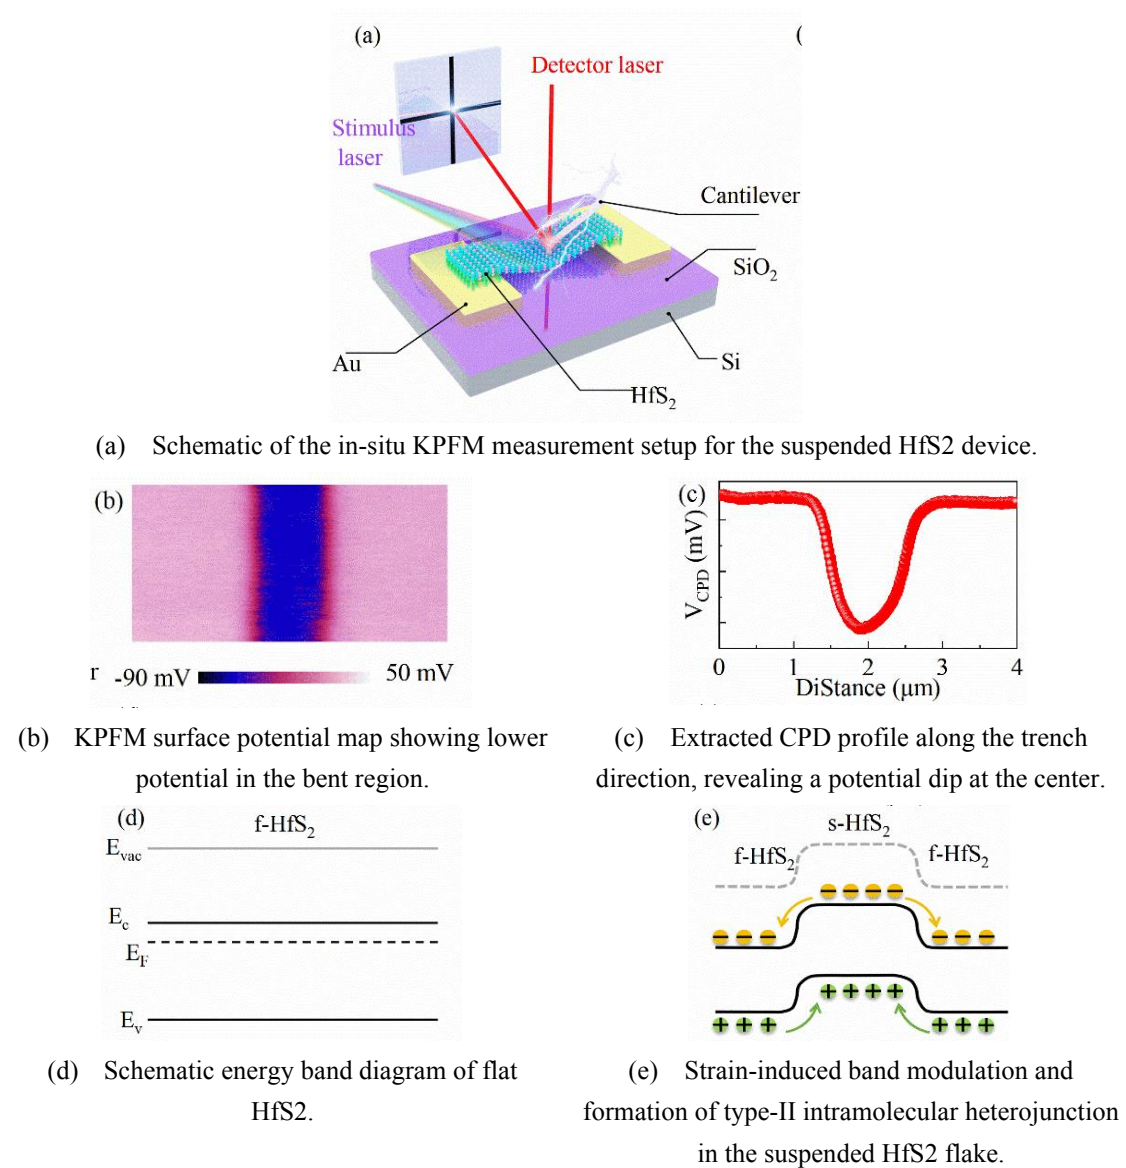 (a)
(
Detector laser
Stimulus
laser
Cantilever
SiO2
Au
Si
HfS2
(a) Schematic of the in-situ KPFM measurement setup for the suspended HfS2 device.
(b)
r -90 mV 50 mV
(c)
VCPD (mV)
0 1 2 3 4
DiStance (μm)
(b) KPFM surface potential map showing lower
potential in the bent region.
(c) Extracted CPD profile along the trench
direction, revealing a potential dip at the center.
(d)
f-HfS2
Evac
Ec
EF
Ev
(e)
s-HfS2
f-HfS2 f-HfS2
(d) Schematic energy band diagram of flat
HfS2.
(e) Strain-induced band modulation and
formation of type-II intramolecular heterojunction
in the suspended HfS2 flake.